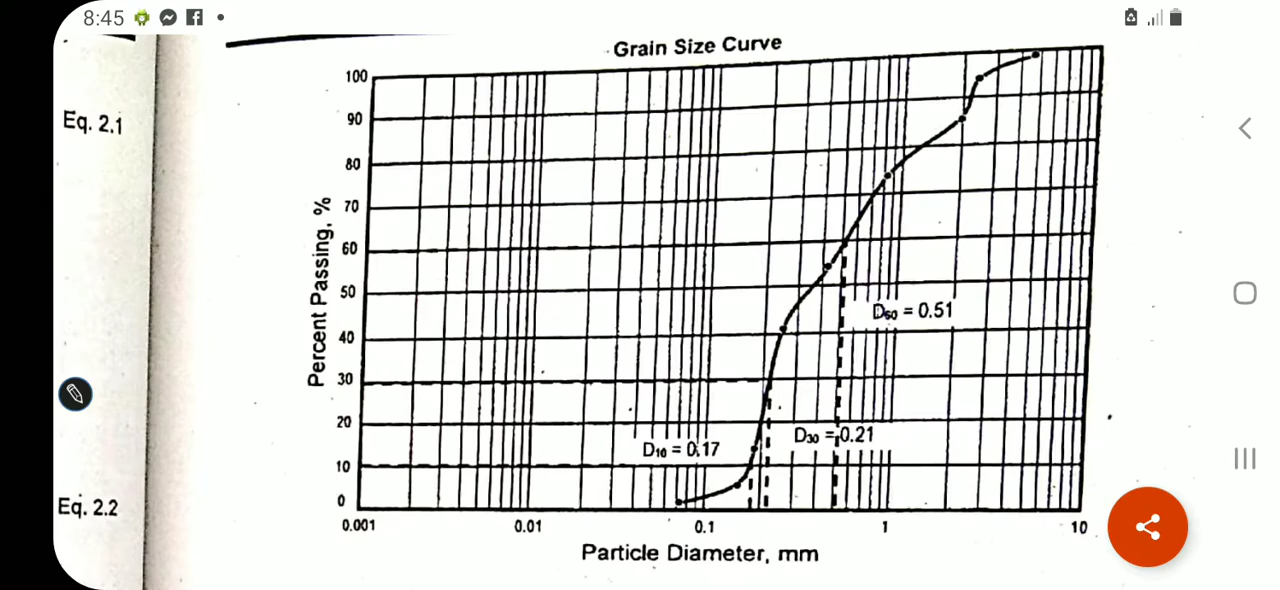 8:45
Grain Size Curve
Eq. 2.1
Eq. 2.2
Percent Passing, %
100
90
80
70
60
50
40
30
20
10
0
D60 = 0.51
D30 = 0.21
D10 = 0.17
0.001 0.01 0.1 1 10
Particle Diameter, mm